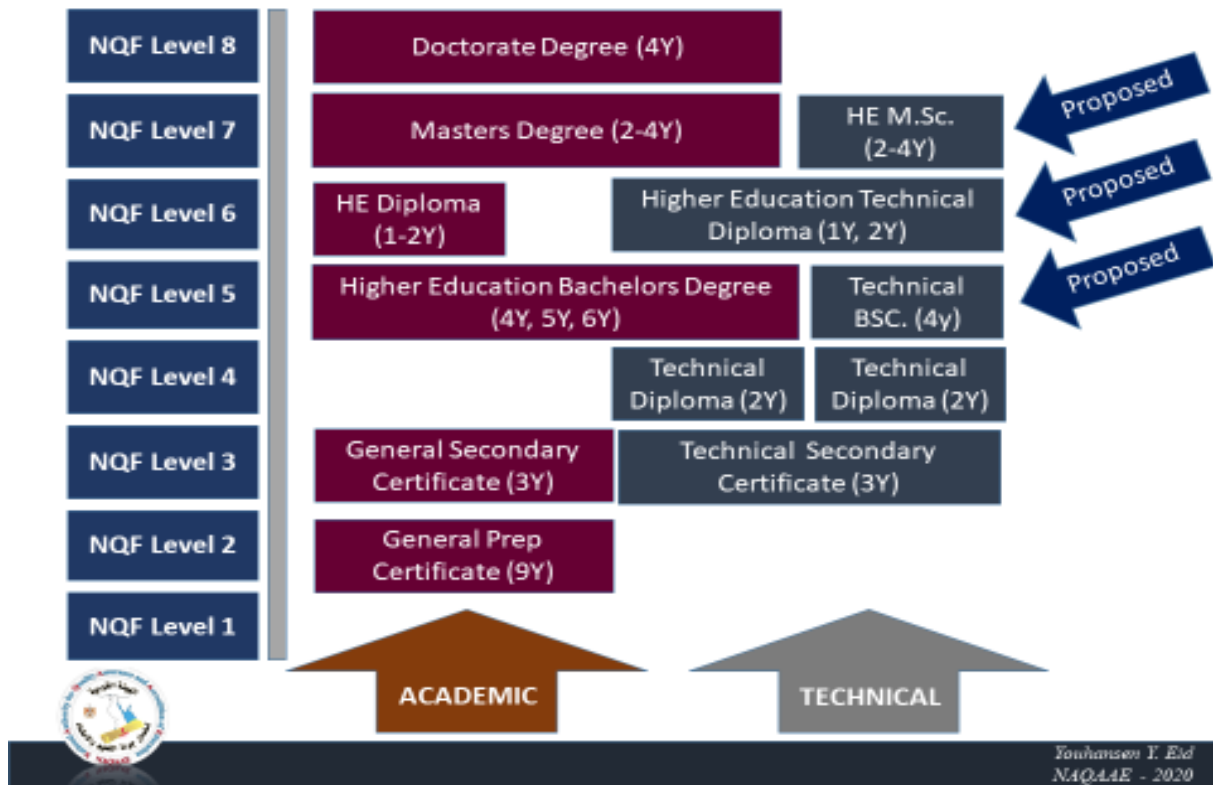 NQF Level 8
Doctorate Degree (4Y)
NQF Level 7
Masters Degree (2-4Y)
HE M.Sc.
(2-4Y)
Proposed
NQF Level 6
HE Diploma
(1-2Y)
Higher Education Technical
Diploma (1Y, 2Y)
Proposed
NQF Level 5
Higher Education Bachelors Degree
(4Y, 5Y, 6Y)
Technical
BSC. (4y)
Proposed
NQF Level 4
Technical
Diploma (2Y)
Technical
Diploma (2Y)
NQF Level 3
General Secondary
Certificate (3Y)
Technical Secondary
Certificate (3Y)
NQF Level 2
General Prep
Certificate (9Y)
NQF Level 1
ACADEMIC
TECHNICAL
NAQAAE
Youhansen Y. Eid
NAQAAE - 2020